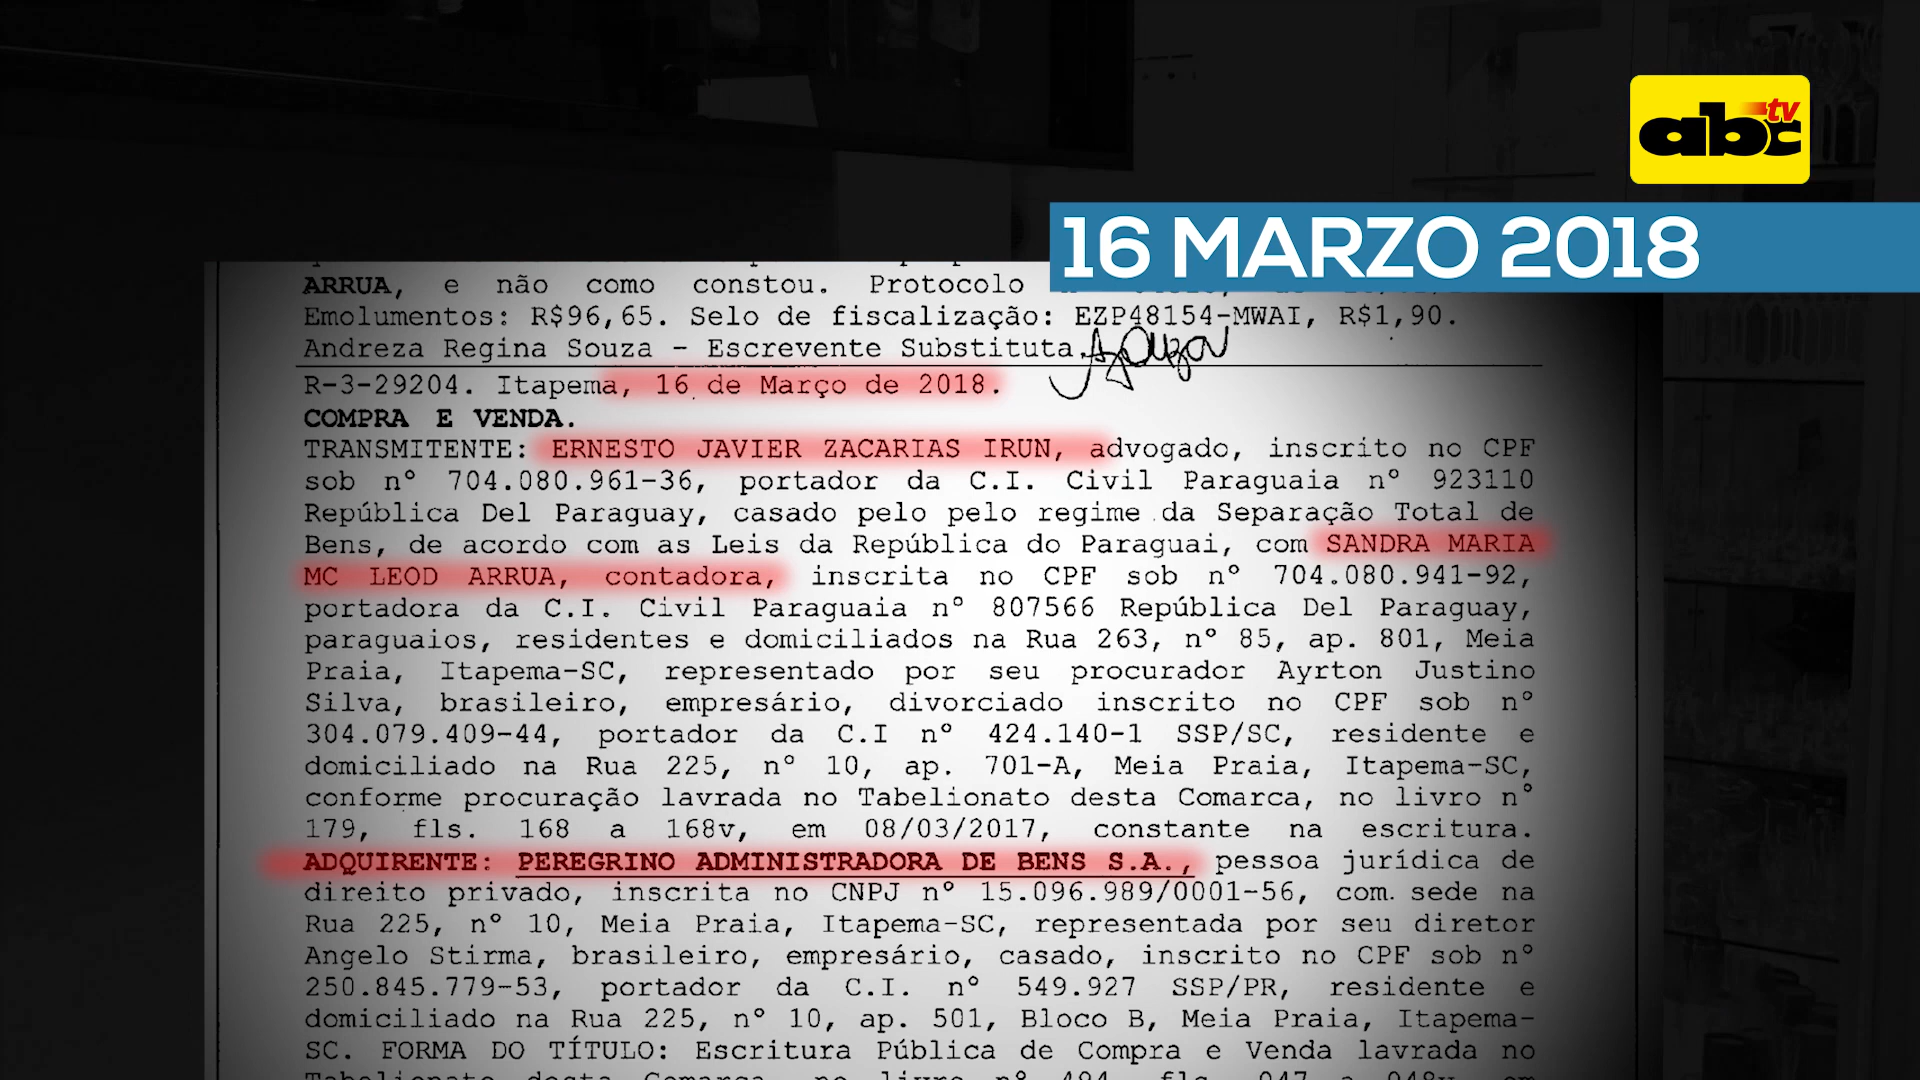 abc tv
16 MARZO 2018
ARRUA, e não como constou. Protocolo
Emolumentos: R$96,65. Selo de fiscalização: EZP48154-MWAI, R$1,90.
Andreza Regina Souza - Escrevente Substituta.
R-3-29204. Itapema, 16 de Março de 2018.
COMPRA E VENDA.
TRANSMITENTE: ERNESTO JAVIER ZACARIAS IRUN, advogado, inscrito no CPF
sob nº 704.080.961-36, portador da C.I. Civil Paraguaia nº 923110
República Del Paraguay, casado pelo pelo regime da Separação Total de
Bens, de acordo com as Leis da República do Paraguai, com SANDRA MARIA
MC LEOD ARRUA, contadora, inscrita no CPF sob nº 704.080.941-92,
portadora da C.I. Civil Paraguaia nº 807566 República Del Paraguay,
paraguaios, residentes e domiciliados na Rua 263, nº 85, ap. 801, Meia
Praia, Itapema-SC, representado por seu procurador Ayrton Justino
Silva, brasileiro, empresário, divorciado inscrito no CPF sob nº
304.079.409-44, portador da C.I nº 424.140-1 SSP/SC, residente e
domiciliado na Rua 225, nº 10, ap. 701-A, Meia Praia, Itapema-SC,
conforme procuração lavrada no Tabelionato desta Comarca, no livro nº
179, fls. 168 a 168v, em 08/03/2017, constante na escritura.
ADQUIRENTE: PEREGRINO ADMINISTRADORA DE BENS S.A., pessoa jurídica de
direito privado, inscrita no CNPJ nº 15.096.989/0001-56, com sede na
Rua 225, nº 10, Meia Praia, Itapema-SC, representada por seu diretor
Angelo Stirma, brasileiro, empresário, casado, inscrito no CPF sob nº
250.845.779-53, portador da C.I. nº 549.927 SSP/PR, residente e
domiciliado na Rua 225, nº 10, ap. 501, Bloco B, Meia Praia, Itapema-
SC. FORMA DO TÍTULO: Escritura Pública de Compra e Venda lavrada no
Tabelionato desta Comarca, no livro nº